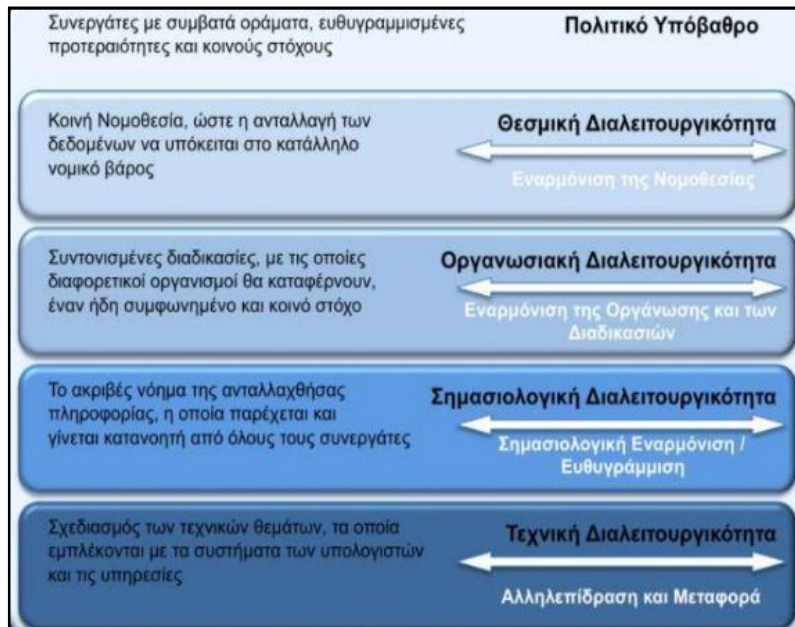 Συνεργάτες με συμβατά οράματα, ευθυγραμμισμένες
προτεραιότητες και κοινούς στόχους
Πολιτικό Υπόβαθρο
Κοινή Νομοθεσία, ώστε η ανταλλαγή των
δεδομένων να υπόκειται στο κατάλληλο
νομικό βάρος
Θεσμική Διαλειτουργικότητα
Εναρμόνιση της Νομοθεσίας
Συντονισμένες διαδικασίες, με τις οποίες
διαφορετικοί οργανισμοί θα καταφέρνουν,
έναν ήδη συμφωνημένο και κοινό στόχο
Οργανωσιακή Διαλειτουργικότητα
Εναρμόνιση της Οργάνωσης και των
Διαδικασιών
Το ακριβές νόημα της ανταλλαχθήσας
πληροφορίας, η οποία παρέχεται και
γίνεται κατανοητή από όλους τους συνεργάτες
Σημασιολογική Διαλειτουργικότητα
Σημασιολογική Εναρμόνιση /
Ευθυγράμμιση
Σχεδιασμός των τεχνικών θεμάτων, τα οποία
εμπλέκονται με τα συστήματα των υπολογιστών
και τις υπηρεσίες
Τεχνική Διαλειτουργικότητα
Αλληλεπίδραση και Μεταφορά